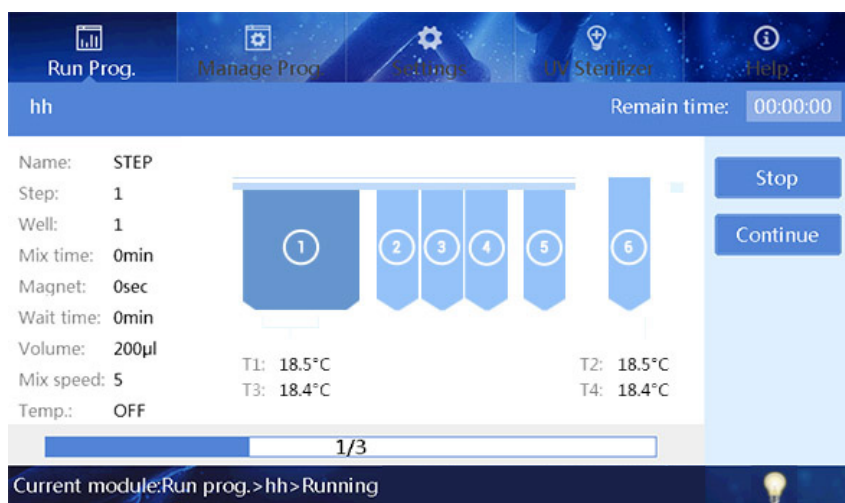 Run Prog.
Manage Prog.
Settings
UV Sterilizer
Help
hh
Remain time: 00:00:00
Name: STEP
Step: 1
Well: 1
Mix time: 0min
Magnet: 0sec
Wait time: 0min
Volume: 200μl
Mix speed: 5
Temp.: OFF
1
2
3
4
5
6
T1: 18.5°C
T3: 18.4°C
T2: 18.5°C
T4: 18.4°C
Stop
Continue
1/3
Current module:Run prog.>hh>Running